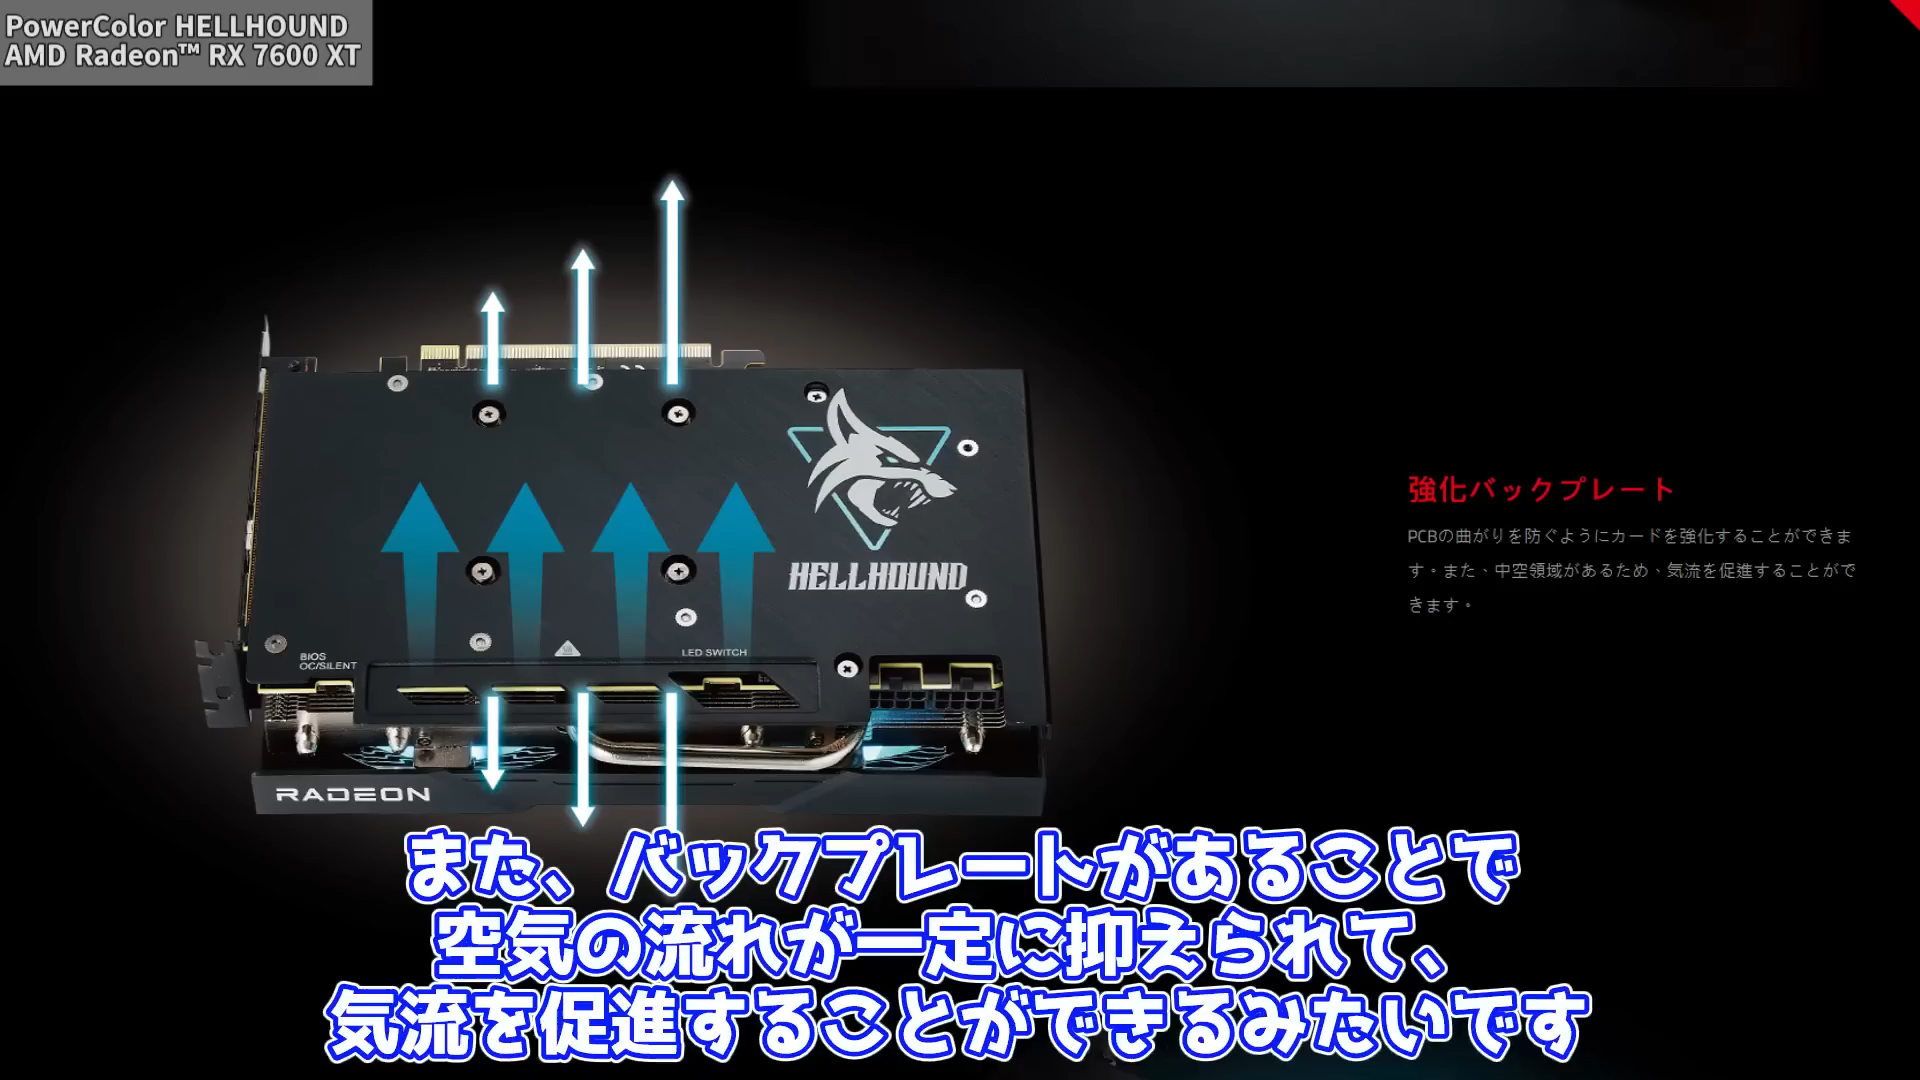 PowerColor HELLHOUND
AMD Radeon™ RX 7600 XT
HELLHOUND
BIOS
OC/SILENT
LED SWITCH
RADEON
強化バックプレート
PCBの曲がりを防ぐようにカードを強化することができま
す。また、中空領域があるため、気流を促進することがで
きます。
また、バックプレートがあることで
空気の流れが一定に抑えられて、
気流を促進することができるみたいです